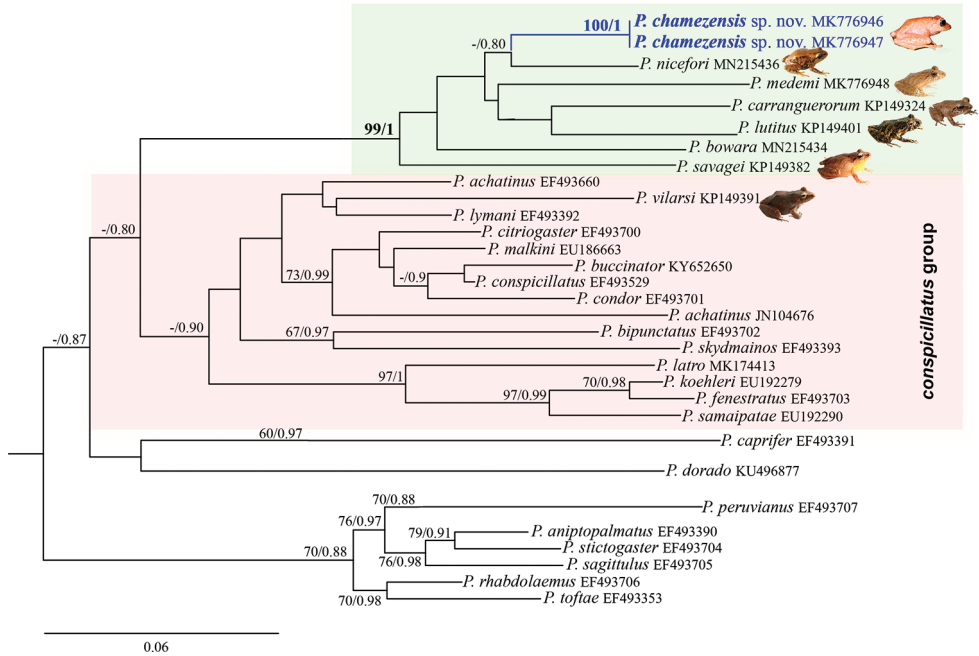 100/1
P. chamezensis sp. nov. MK776946
P. chamezensis sp. nov. MK776947
-/0.80
P. nicefori MN215436
P. medemi MK776948
P. carranguerorum KP149324
P. lutitus KP149401
99/1
P. bowara MN215434
P. savagei KP149382
P. achatinus EF493660
P. vilarsi KP149391
P. lymani EF493392
-/0.80
P. citriogaster EF493700
P. malkini EU186663
P. buccinator KY652650
73/0.99
-/0.9
P. conspicillatus EF493529
P. condor EF493701
P. achatinus JN104676
-/0.90
67/0.97
P. bipunctatus EF493702
-/0.87
P. skydmainos EF493393
P. latro MK174413
97/1
70/0.98
P. koehleri EU192279
97/0.99
P. fenestratus EF493703
P. samaipatae EU192290
conspicillatus group
60/0.97
P. caprifer EF493391
P. dorado KU496877
70/0.88
P. peruvianus EF493707
76/0.97
79/0.91
P. aniptopalmatus EF493390
P. stictogaster EF493704
70/0.88
76/0.98
P. sagittulus EF493705
P. rhabdolaemus EF493706
70/0.98
P. toftae EF493353
0.06